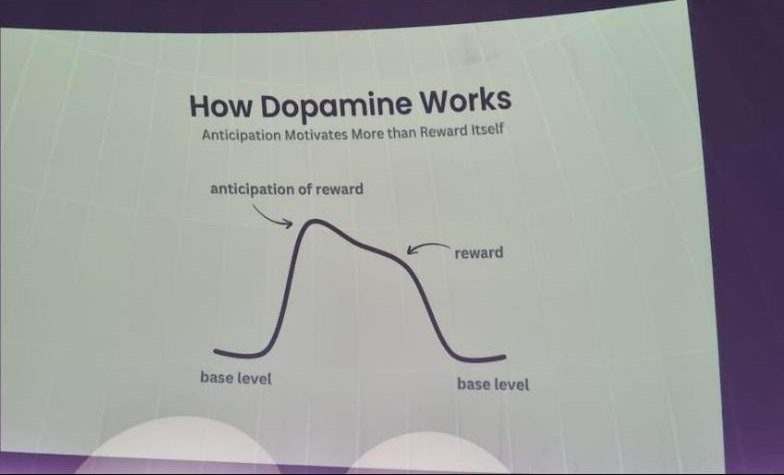 How Dopamine Works
Anticipation Motivates More than Reward Itself
anticipation of reward
reward
base level
base level